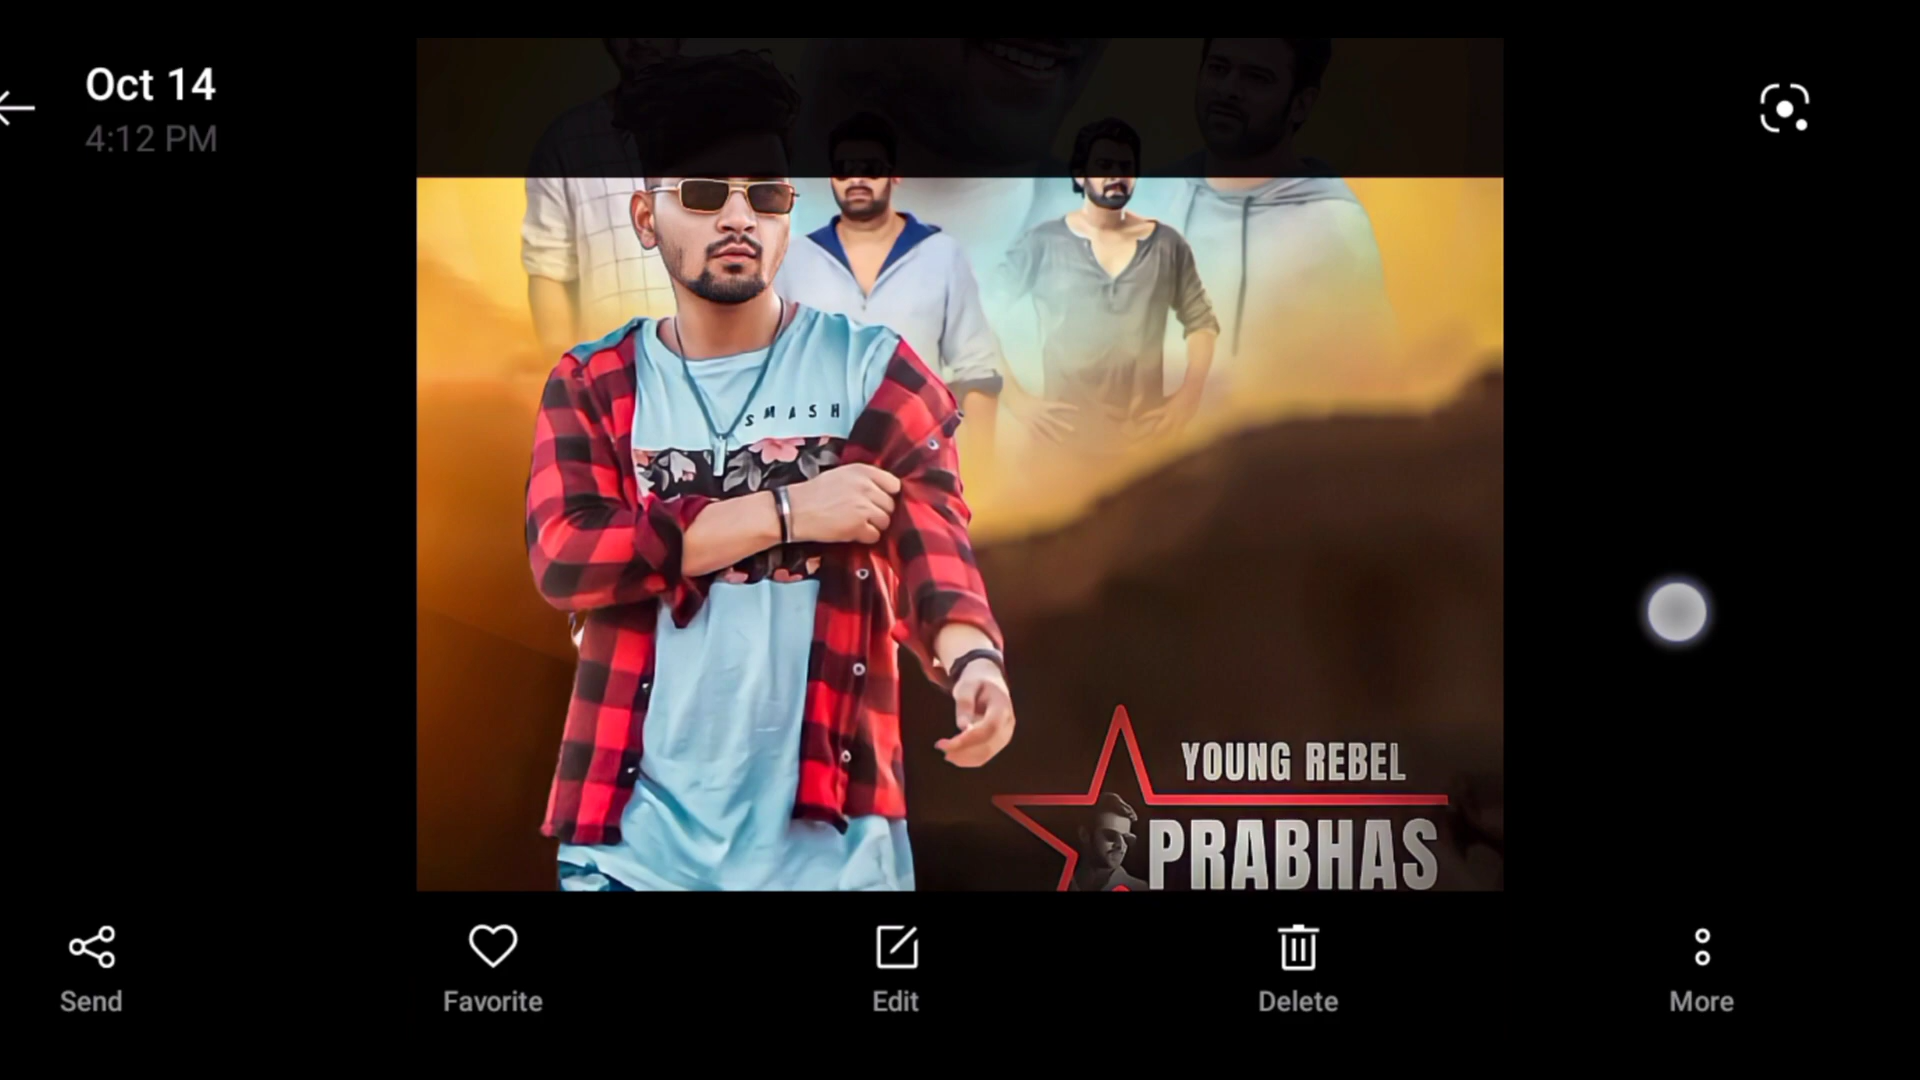 Oct 14
4:12 PM
SMASH
YOUNG REBEL
PRABHAS
Send
Favorite
Edit
Delete
More